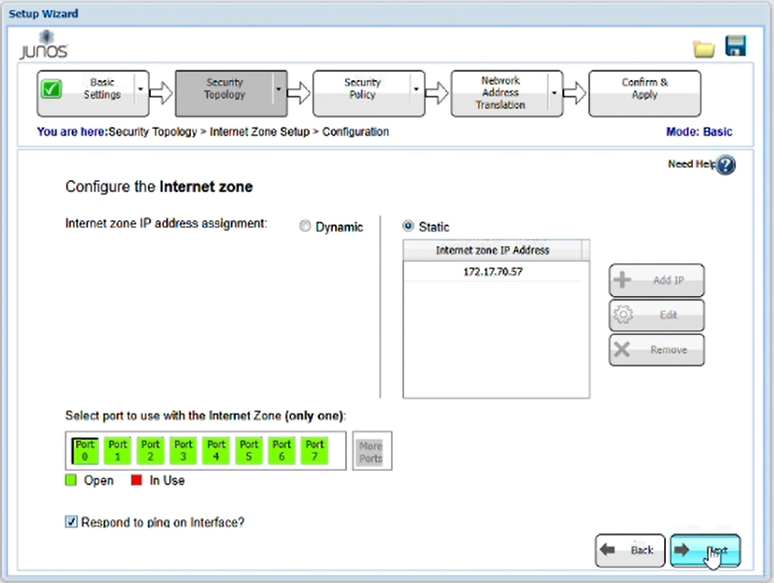 Setup Wizard
JUNOS
Basic Settings
Security Topology
Security Policy
Network Address Translation
Confirm & Apply
You are here:Security Topology > Internet Zone Setup > Configuration
Mode: Basic
Need Help
?
Configure the Internet zone
Internet zone IP address assignment:
Dynamic
Static
Internet zone IP Address
172.17.70.57
Add IP
Edit
Remove
Select port to use with the Internet Zone (only one):
Port 0
Port 1
Port 2
Port 3
Port 4
Port 5
Port 6
Port 7
More Ports
Open
In Use
Respond to ping on Interface?
Back
Next